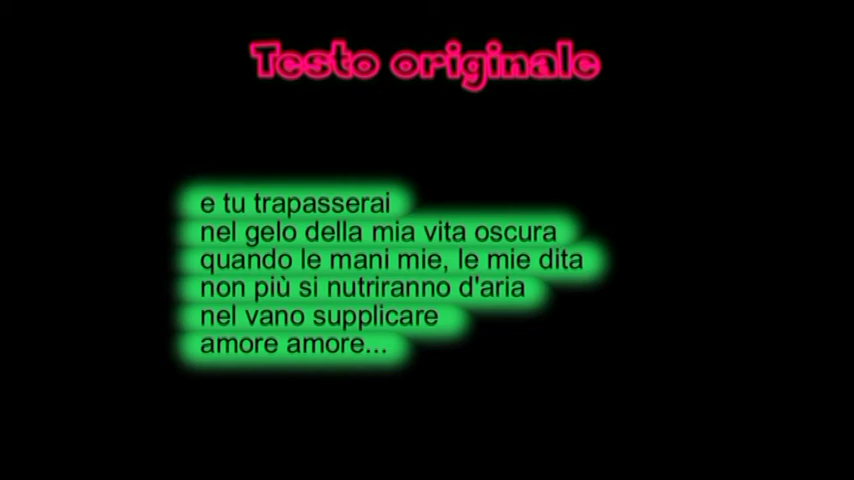 Testo originale
e tu trapasserai
nel gelo della mia vita oscura
quando le mani mie, le mie dita
non più si nutriranno d'aria
nel vano supplicare
amore amore...